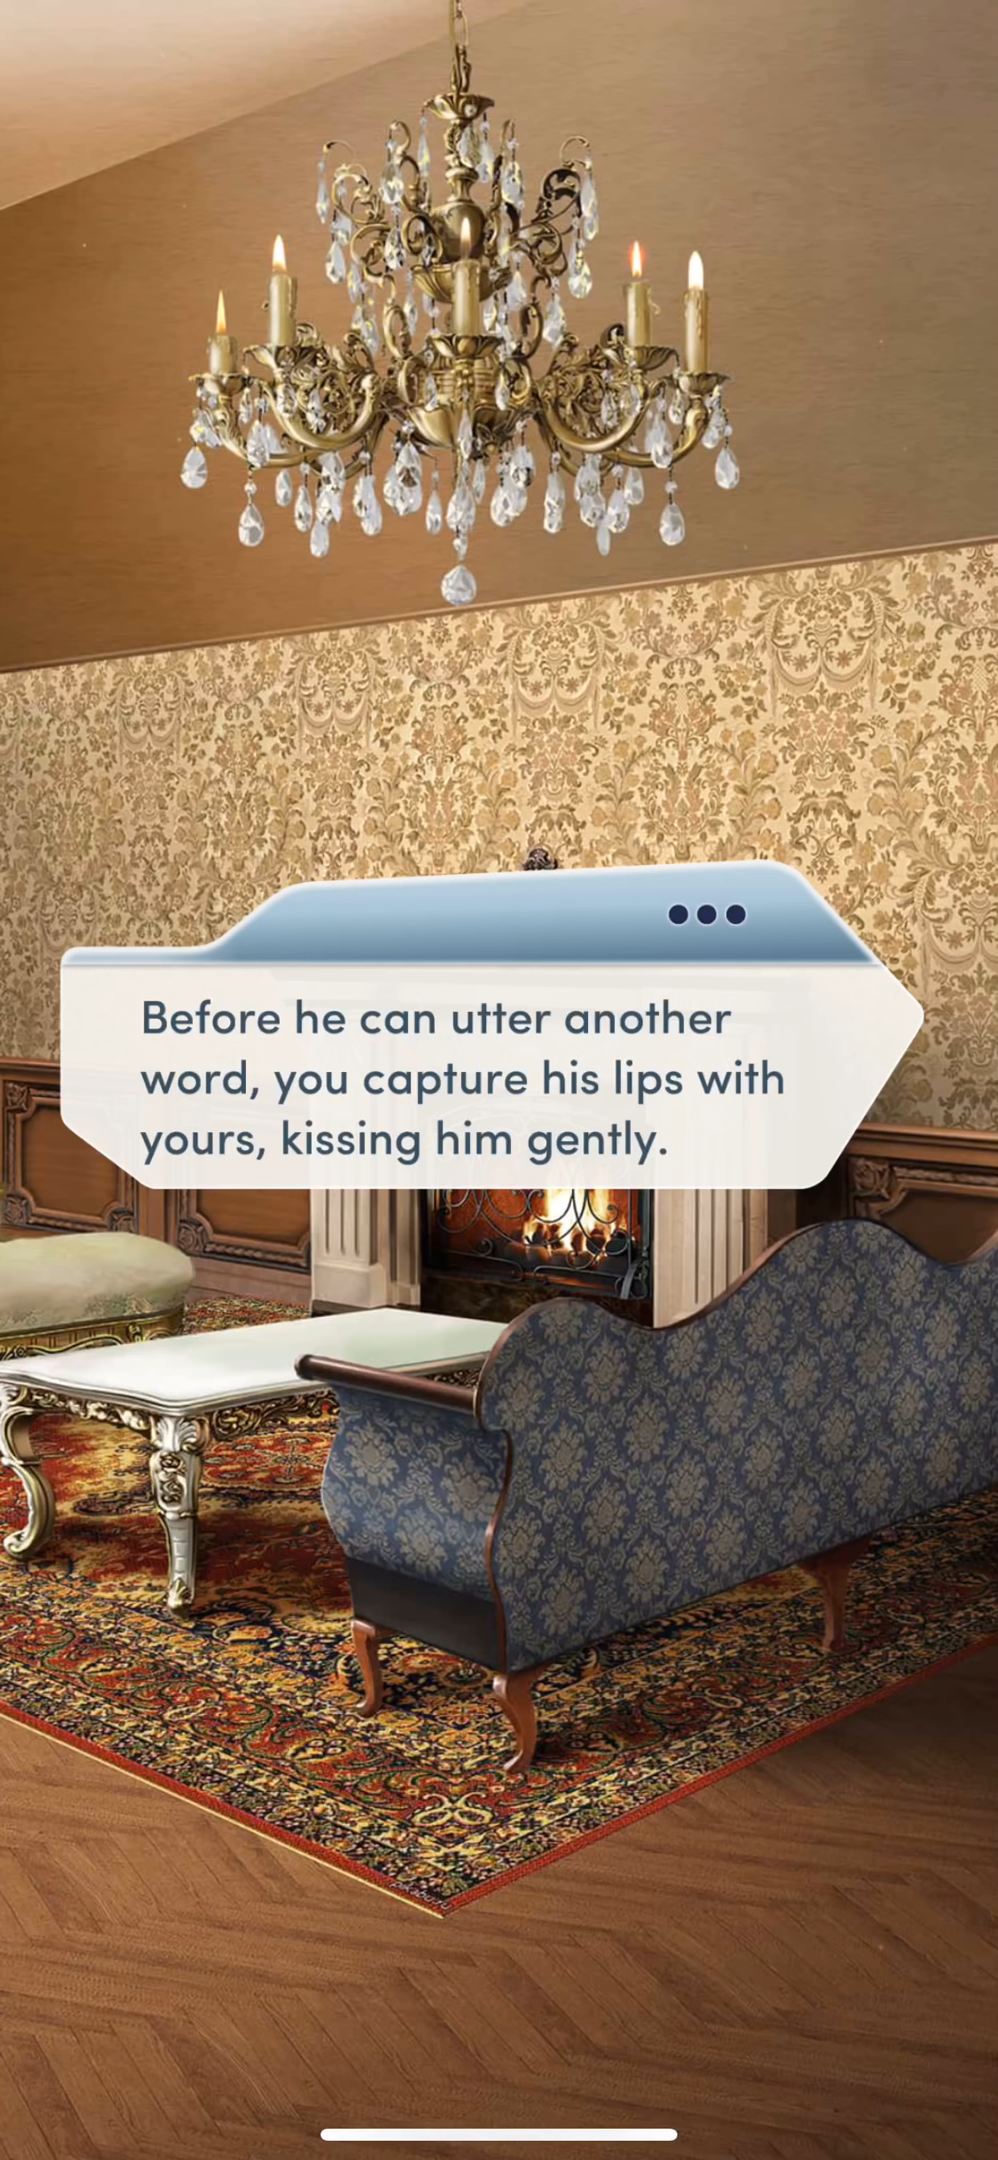 Before he can utter another
word, you capture his lips with
yours, kissing him gently.